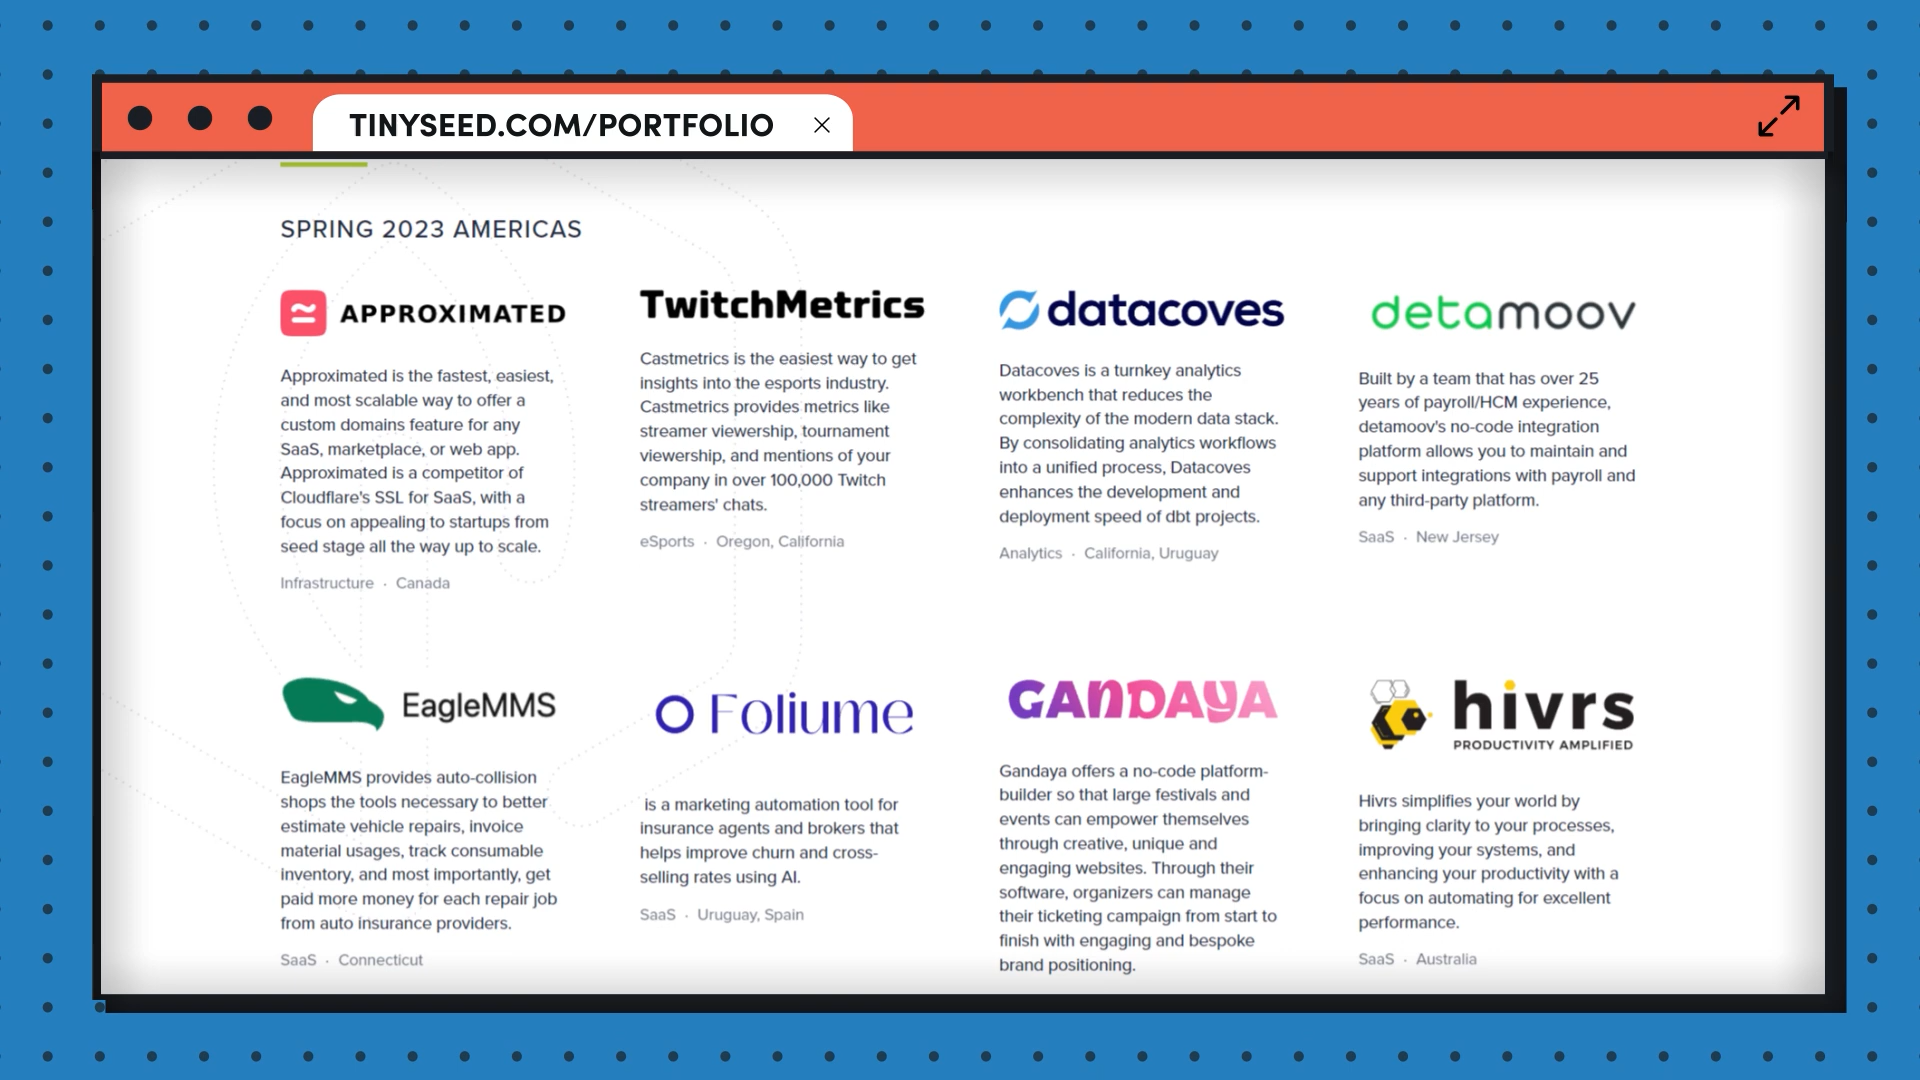 TINYSEED.COM/PORTFOLIO
SPRING 2023 AMERICAS
APPROXIMATED
Approximated is the fastest, easiest,
and most scalable way to offer a
custom domains feature for any
SaaS, marketplace, or web app.
Approximated is a competitor of
Cloudflare's SSL for SaaS, with a
focus on appealing to startups from
seed stage all the way up to scale.
Infrastructure · Canada
TwitchMetrics
Castmetrics is the easiest way to get
insights into the esports industry.
Castmetrics provides metrics like
streamer viewership, tournament
viewership, and mentions of your
company in over 100,000 Twitch
streamers' chats.
eSports · Oregon, California
datacoves
Datacoves is a turnkey analytics
workbench that reduces the
complexity of the modern data stack.
By consolidating analytics workflows
into a unified process, Datacoves
enhances the development and
deployment speed of dbt projects.
Analytics · California, Uruguay
detamoov
Built by a team that has over 25
years of payroll/HCM experience,
detamoov's no-code integration
platform allows you to maintain and
support integrations with payroll and
any third-party platform.
SaaS · New Jersey
EagleMMS
EagleMMS provides auto-collision
shops the tools necessary to better
estimate vehicle repairs, invoice
material usages, track consumable
inventory, and most importantly, get
paid more money for each repair job
from auto insurance providers.
SaaS · Connecticut
Foliume
is a marketing automation tool for
insurance agents and brokers that
helps improve churn and cross-
selling rates using AI.
SaaS · Uruguay, Spain
GANDAYA
Gandaya offers a no-code platform-
builder so that large festivals and
events can empower themselves
through creative, unique and
engaging websites. Through their
software, organizers can manage
their ticketing campaign from start to
finish with engaging and bespoke
brand positioning.
hivrs
PRODUCTIVITY AMPLIFIED
Hivrs simplifies your world by
bringing clarity to your processes,
improving your systems, and
enhancing your productivity with a
focus on automating for excellent
performance.
SaaS · Australia